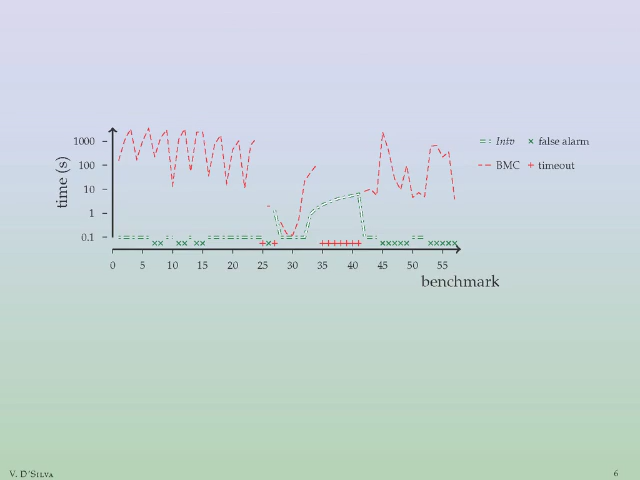 time (s)
1000
100
10
1
0.1
0 5 10 15 20 25 30 35 40 45 50 55
benchmark
Intv × false alarm
BMC + timeout
V. D'Silva
6